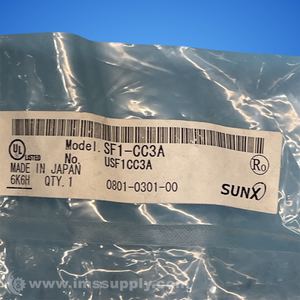 Model. SF1-CC3A
No. USF1CC3A
UL LISTED
MADE IN JAPAN
6K6H QTY. 1
0801-0301-00
Ro
SUNX
© www.imssupply.com